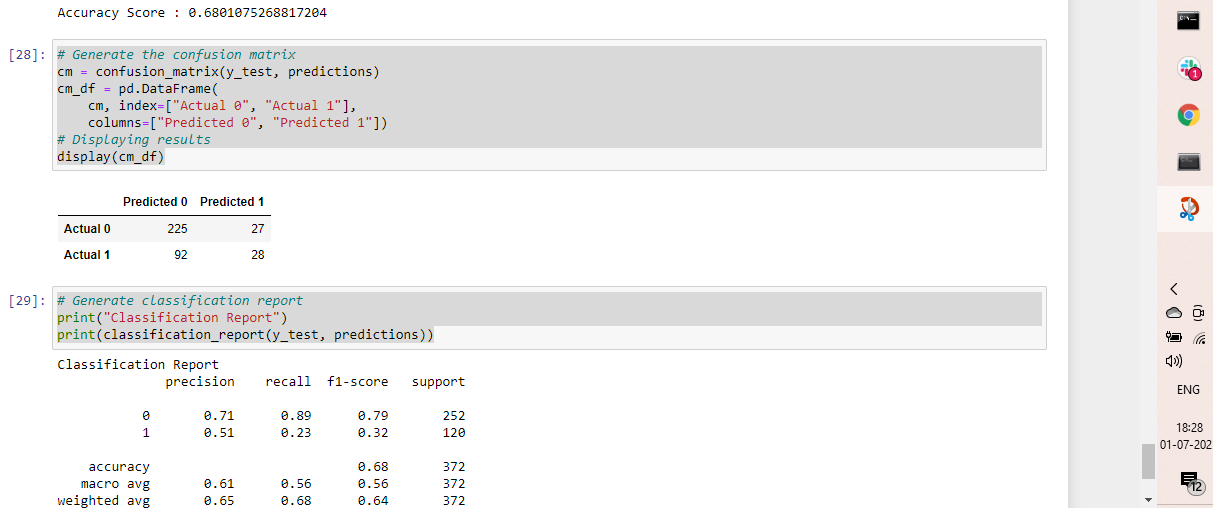 Accuracy Score : 0.6801075268817204
[28]: # Generate the confusion matrix
cm = confusion_matrix(y_test, predictions)
cm_df = pd.DataFrame(
    cm, index=["Actual 0", "Actual 1"],
    columns=["Predicted 0", "Predicted 1"])
# Displaying results
display(cm_df)
Predicted 0 Predicted 1
Actual 0 225 27
Actual 1 92 28
[29]: # Generate classification report
print("Classification Report")
print(classification_report(y_test, predictions))
Classification Report
precision recall f1-score support
0 0.71 0.89 0.79 252
1 0.51 0.23 0.32 120
accuracy 0.68 372
macro avg 0.61 0.56 0.56 372
weighted avg 0.65 0.68 0.64 372
1
ENG
18:28
01-07-202
12